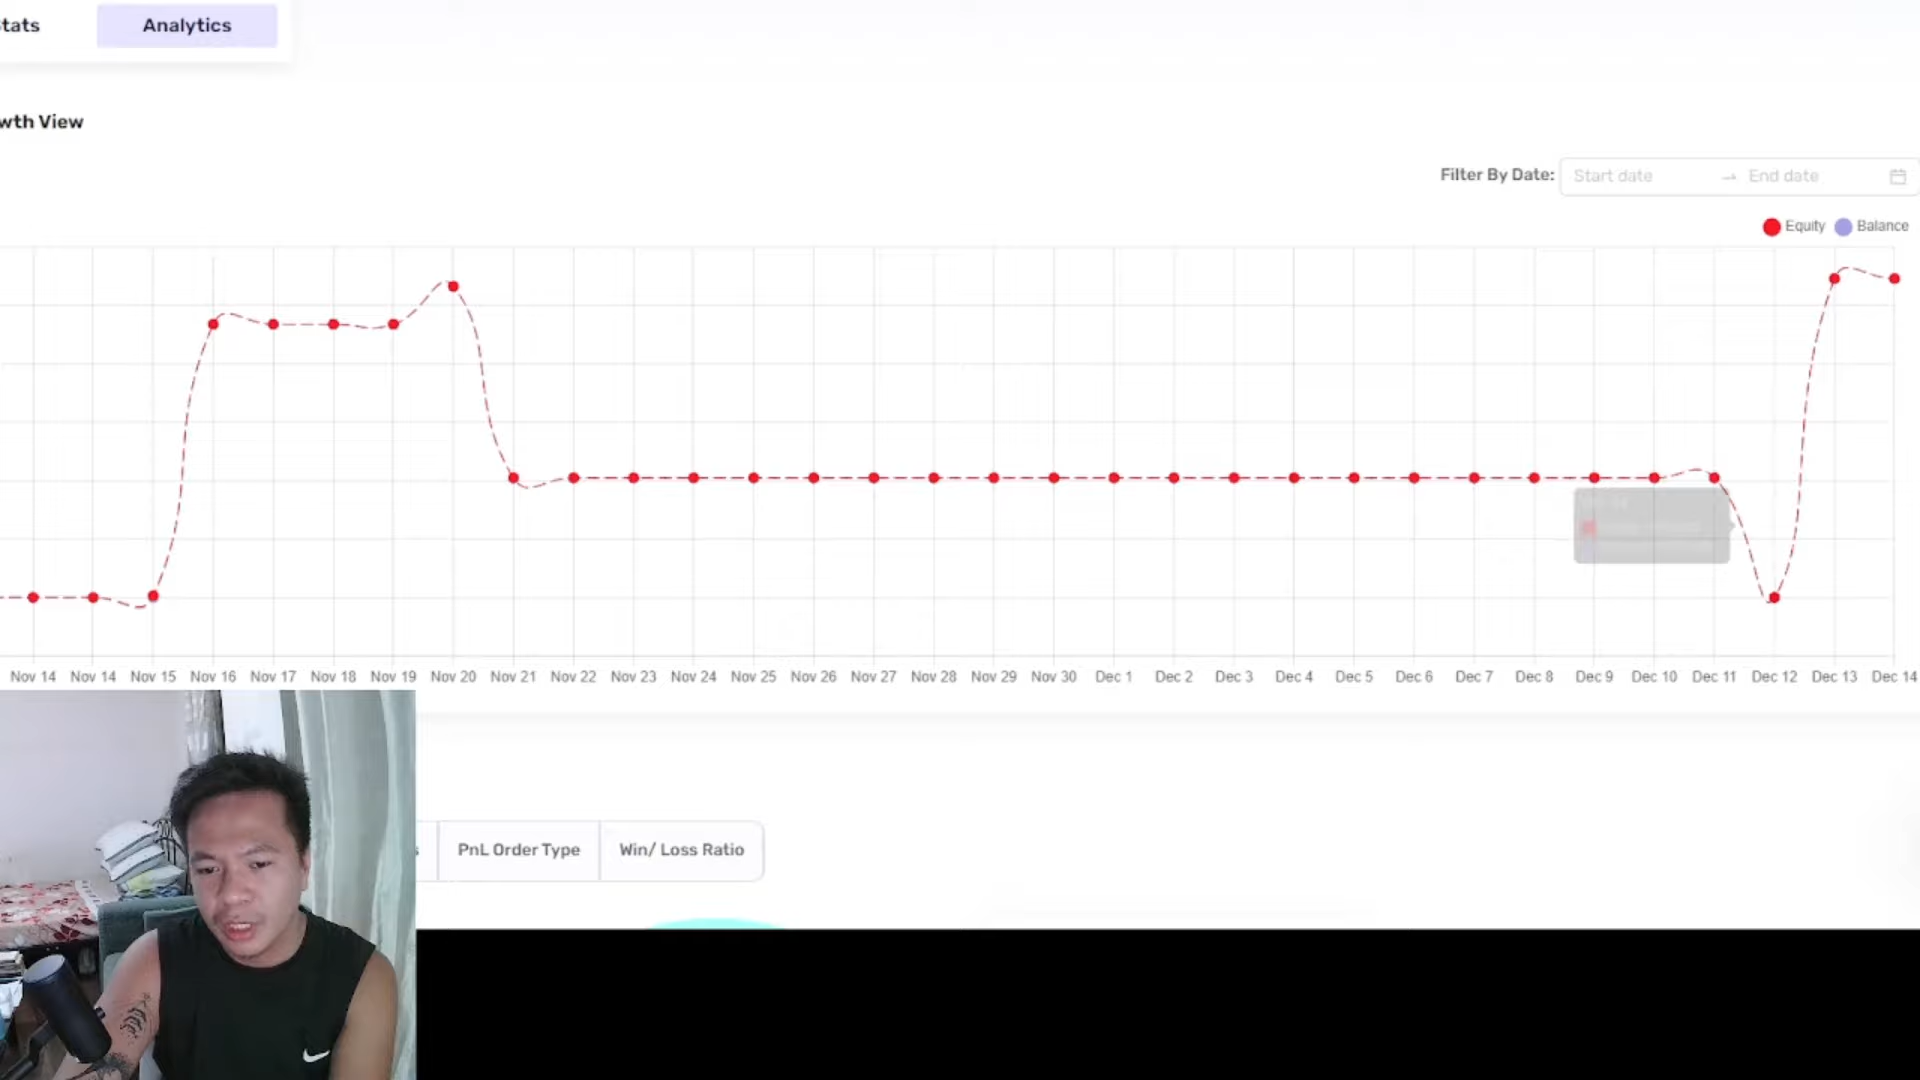 tats
Analytics
wth View
Filter By Date:
Start date
End date
Equity
Balance
Nov 14 Nov 14 Nov 15 Nov 16 Nov 17 Nov 18 Nov 19 Nov 20 Nov 21 Nov 22 Nov 23 Nov 24 Nov 25 Nov 26 Nov 27 Nov 28 Nov 29 Nov 30 Dec 1 Dec 2 Dec 3 Dec 4 Dec 5 Dec 6 Dec 7 Dec 8 Dec 9 Dec 10 Dec 11 Dec 12 Dec 13 Dec 14
s
PnL Order Type
Win/ Loss Ratio